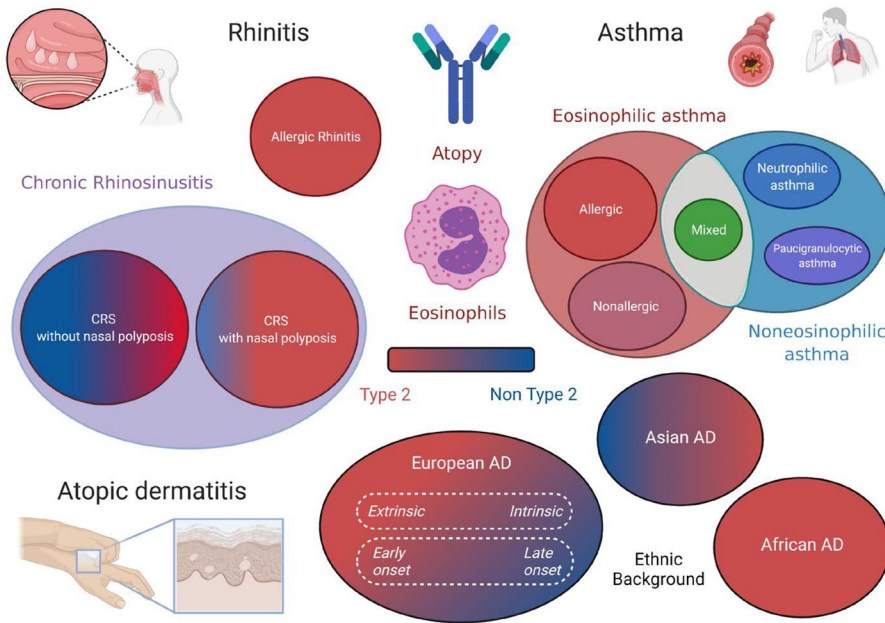 Rhinitis
Asthma
Allergic Rhinitis
Atopy
Eosinophilic asthma
Chronic Rhinosinusitis
Allergic
Mixed
Neutrophilic
asthma
Paucigranulocytic
asthma
Nonallergic
Eosinophils
CRS
without nasal polyposis
CRS
with nasal polyposis
Noneosinophilic
asthma
Type 2
Non Type 2
Atopic dermatitis
European AD
Extrinsic
Intrinsic
Early
onset
Late
onset
Asian AD
African AD
Ethnic
Background